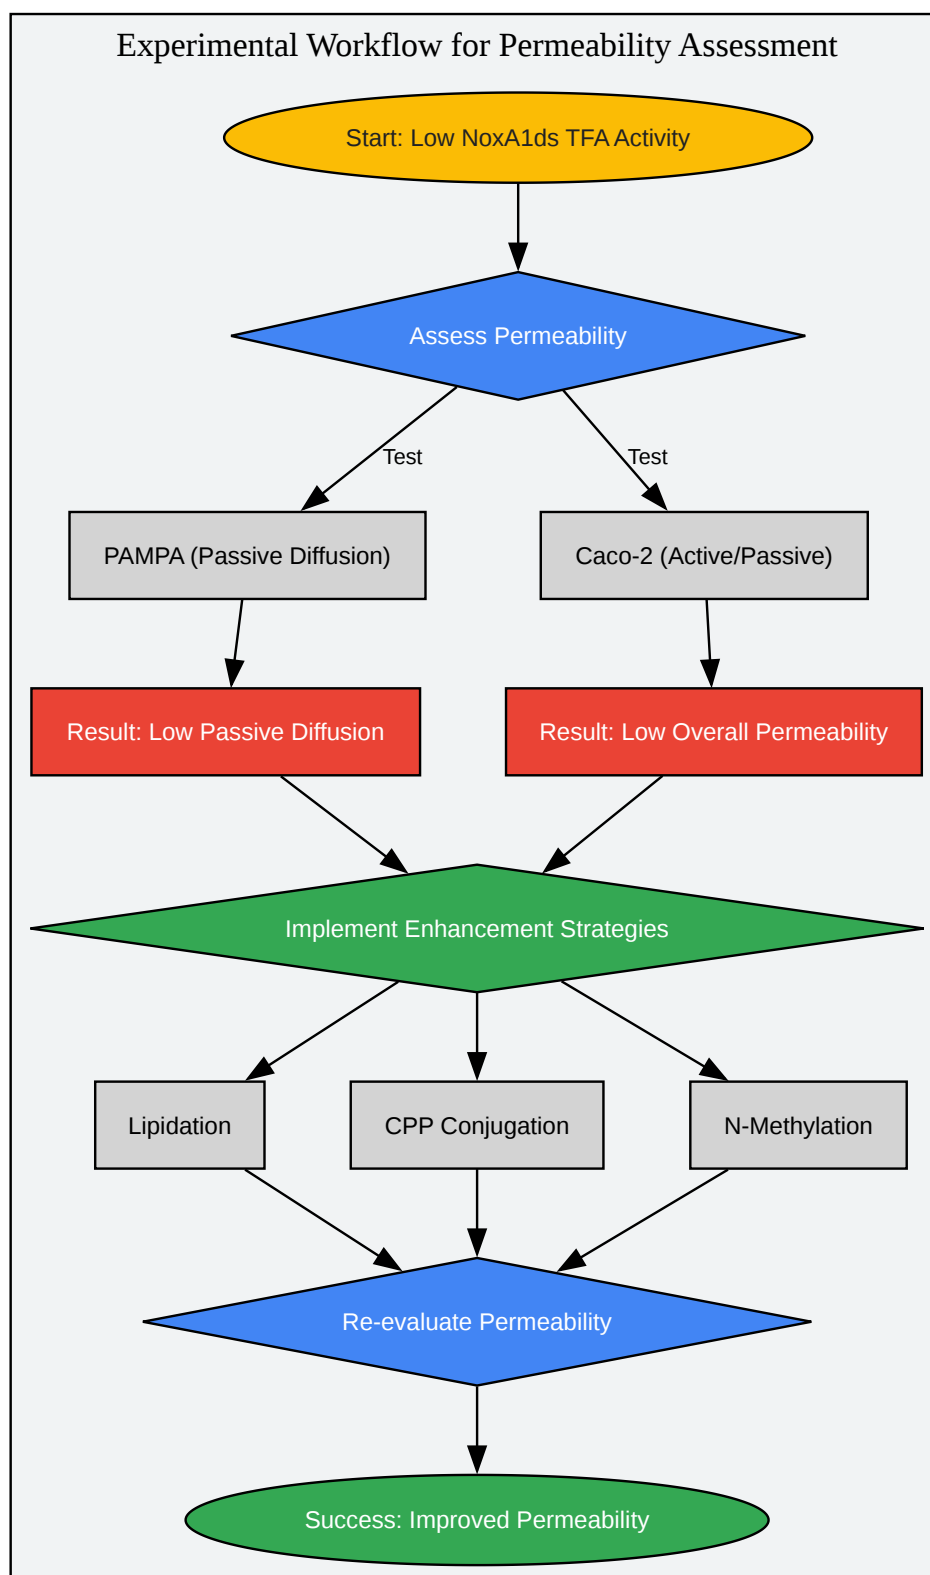 Experimental Workflow for Permeability Assessment
Start: Low NoxA1ds TFA Activity
Assess Permeability
Test
Test
PAMPA (Passive Diffusion)
Caco-2 (Active/Passive)
Result: Low Passive Diffusion
Result: Low Overall Permeability
Implement Enhancement Strategies
Lipidation
CPP Conjugation
N-Methylation
Re-evaluate Permeability
Success: Improved Permeability